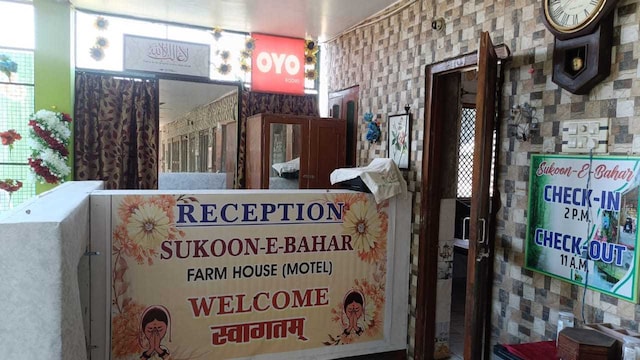 OYO
RECEPTION
SUKOON-E-BAHAR
FARM HOUSE (MOTEL)
WELCOME
स्वागतम्
Sukoon-E-Bahar
CHECK-IN
2 P.M.
CHECK-OUT
11 A.M.